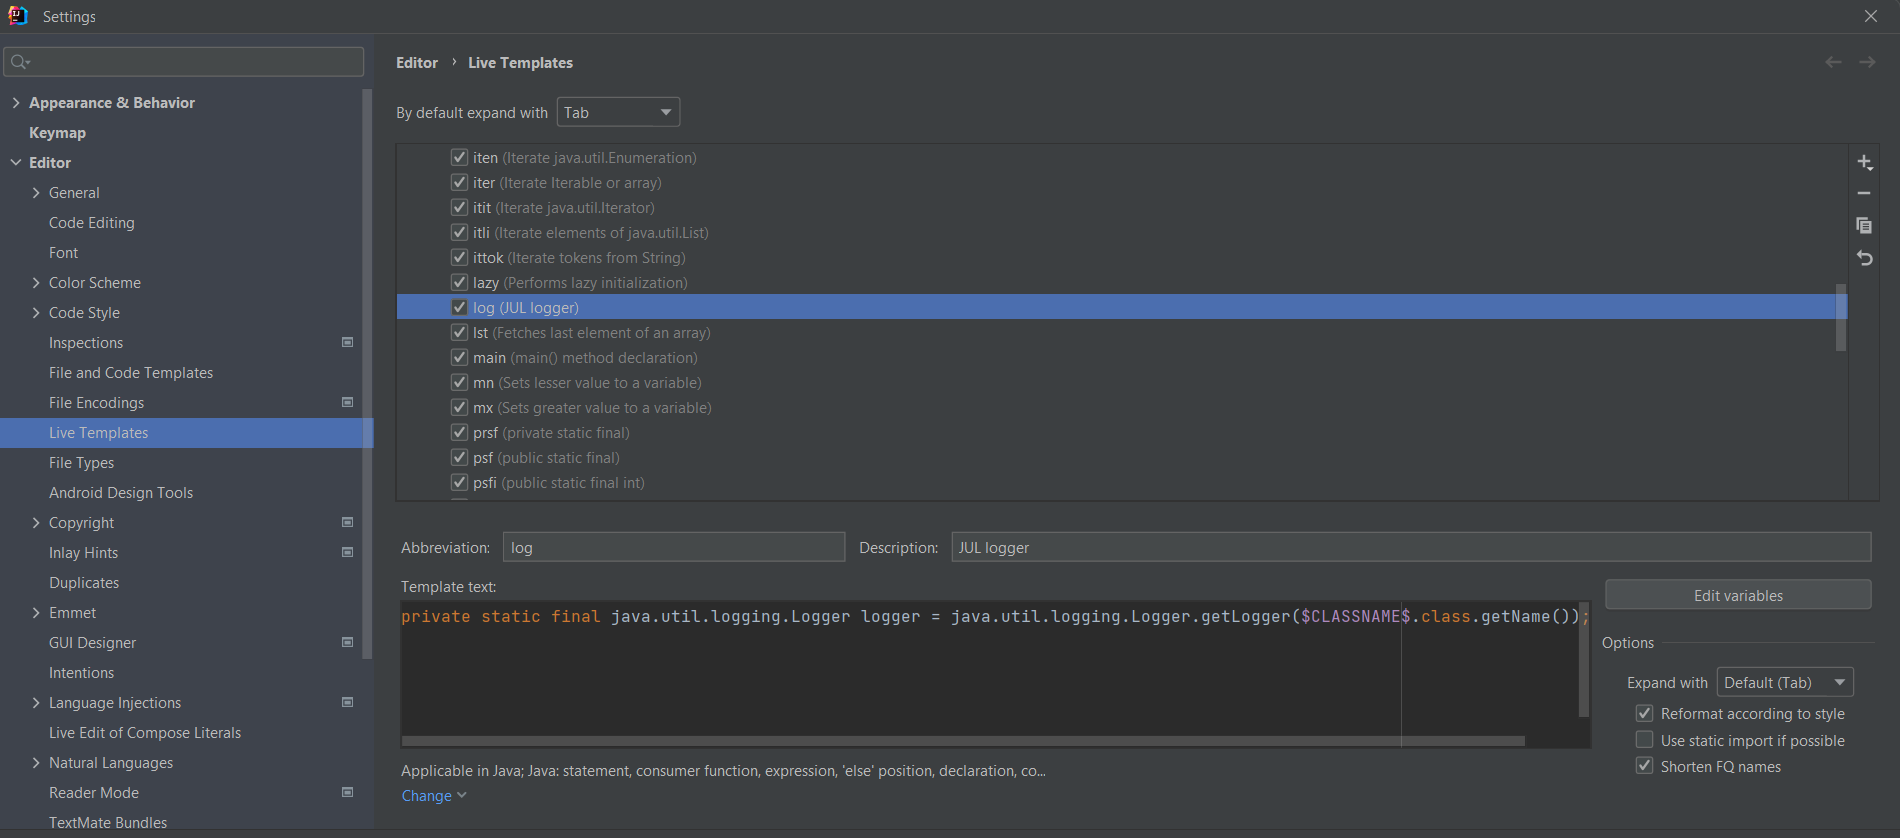 Settings
Appearance & Behavior
Keymap
Editor
General
Code Editing
Font
Color Scheme
Code Style
Inspections
File and Code Templates
File Encodings
Live Templates
File Types
Android Design Tools
Copyright
Inlay Hints
Duplicates
Emmet
GUI Designer
Intentions
Language Injections
Live Edit of Compose Literals
Natural Languages
Reader Mode
TextMate Bundles
Editor › Live Templates
By default expand with Tab
iten (Iterate java.util.Enumeration)
iter (Iterate Iterable or array)
itit (Iterate java.util.Iterator)
itli (Iterate elements of java.util.List)
ittok (Iterate tokens from String)
lazy (Performs lazy initialization)
log (JUL logger)
lst (Fetches last element of an array)
main (main() method declaration)
mn (Sets lesser value to a variable)
mx (Sets greater value to a variable)
prsf (private static final)
psf (public static final)
psfi (public static final int)
Abbreviation: log Description: JUL logger
Template text:
private static final java.util.logging.Logger logger = java.util.logging.Logger.getLogger($CLASSNAME$.class.getName());
Applicable in Java; Java: statement, consumer function, expression, 'else' position, declaration, co...
Change
Edit variables
Options
Expand with Default (Tab)
Reformat according to style
Use static import if possible
Shorten FQ names